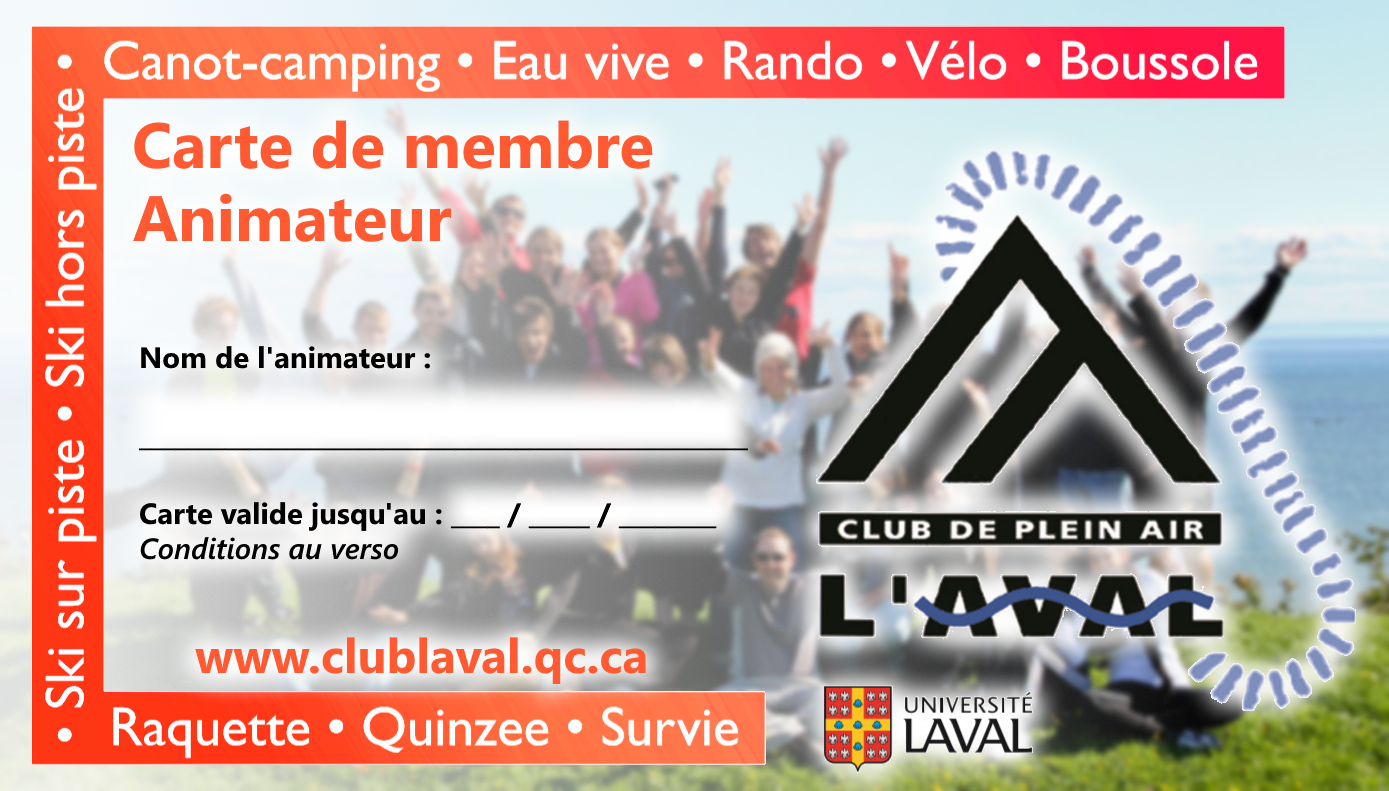 • Canot-camping • Eau vive • Rando • Vélo • Boussole
• Ski sur piste • Ski hors piste
Carte de membre
Animateur
Nom de l'animateur :
Carte valide jusqu'au : ___ / ____ / ______
Conditions au verso
www.clublaval.qc.ca
Raquette • Quinzee • Survie
CLUB DE PLEIN AIR
L'AVAL
UNIVERSITÉ
LAVAL